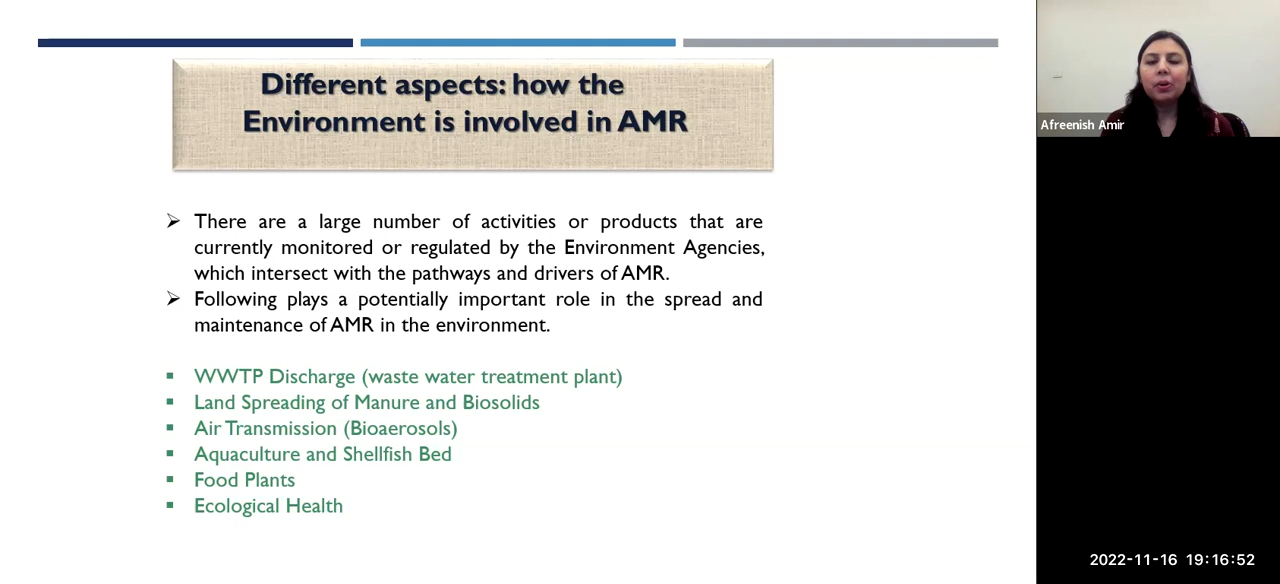 Different aspects: how the
Environment is involved in AMR
There are a large number of activities or products that are
currently monitored or regulated by the Environment Agencies,
which intersect with the pathways and drivers of AMR.
Following plays a potentially important role in the spread and
maintenance of AMR in the environment.
WWTP Discharge (waste water treatment plant)
Land Spreading of Manure and Biosolids
Air Transmission (Bioaerosols)
Aquaculture and Shellfish Bed
Food Plants
Ecological Health
Afreenish Amir
2022-11-16 19:16:52